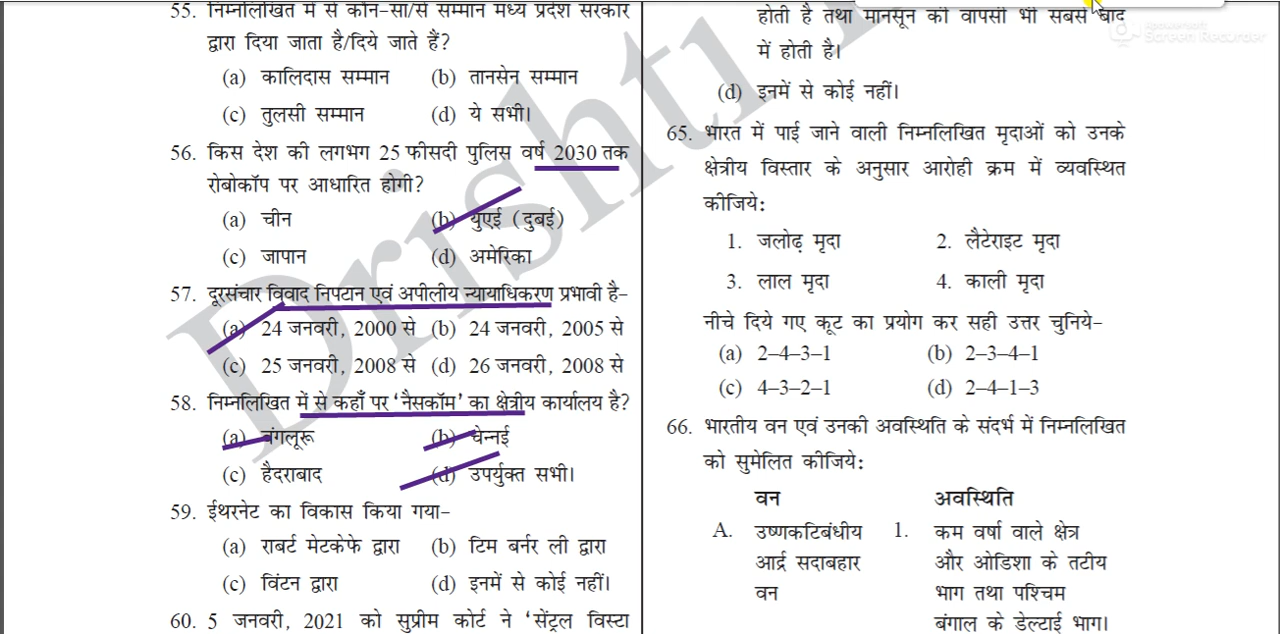 55. निम्नलिखित में से कौन-सा/से सम्मान मध्य प्रदेश सरकार
द्वारा दिया जाता है/दिये जाते हैं?
(a) कालिदास सम्मान (b) तानसेन सम्मान
(c) तुलसी सम्मान (d) ये सभी।
56. किस देश की लगभग 25 फीसदी पुलिस वर्ष 2030 तक
रोबोकॉप पर आधारित होगी?
(a) चीन (b) युएई (दुबई)
(c) जापान (d) अमेरिका
57. दूरसंचार विवाद निपटान एवं अपीलीय न्यायाधिकरण प्रभावी है–
(a) 24 जनवरी, 2000 से (b) 24 जनवरी, 2005 से
(c) 25 जनवरी, 2008 से (d) 26 जनवरी, 2008 से
58. निम्नलिखित में से कहाँ पर ‘नैसकॉम’ का क्षेत्रीय कार्यालय है?
(a) बंगलूरू (b) चेन्नई
(c) हैदराबाद (d) उपर्युक्त सभी।
59. ईथरनेट का विकास किया गया–
(a) राबर्ट मेटकेफे द्वारा (b) टिम बर्नर ली द्वारा
(c) विंटन द्वारा (d) इनमें से कोई नहीं।
60. 5 जनवरी, 2021 को सुप्रीम कोर्ट ने ‘सेंट्रल विस्टा
होती है तथा मानसून की वापसी भी सबसे बाद
में होती है।
(d) इनमें से कोई नहीं।
65. भारत में पाई जाने वाली निम्नलिखित मृदाओं को उनके
क्षेत्रीय विस्तार के अनुसार आरोही क्रम में व्यवस्थित
कीजिये:
1. जलोढ़ मृदा 2. लैटेराइट मृदा
3. लाल मृदा 4. काली मृदा
नीचे दिये गए कूट का प्रयोग कर सही उत्तर चुनिये–
(a) 2–4–3–1 (b) 2–3–4–1
(c) 4–3–2–1 (d) 2–4–1–3
66. भारतीय वन एवं उनकी अवस्थिति के संदर्भ में निम्नलिखित
को सुमेलित कीजिये:
वन अवस्थिति
A. उष्णकटिबंधीय 1. कम वर्षा वाले क्षेत्र
आर्द्र सदाबहार और ओडिशा के तटीय
वन भाग तथा पश्चिम
बंगाल के डेल्टाई भाग।
Apowersoft
Screen Recorder
Drishti